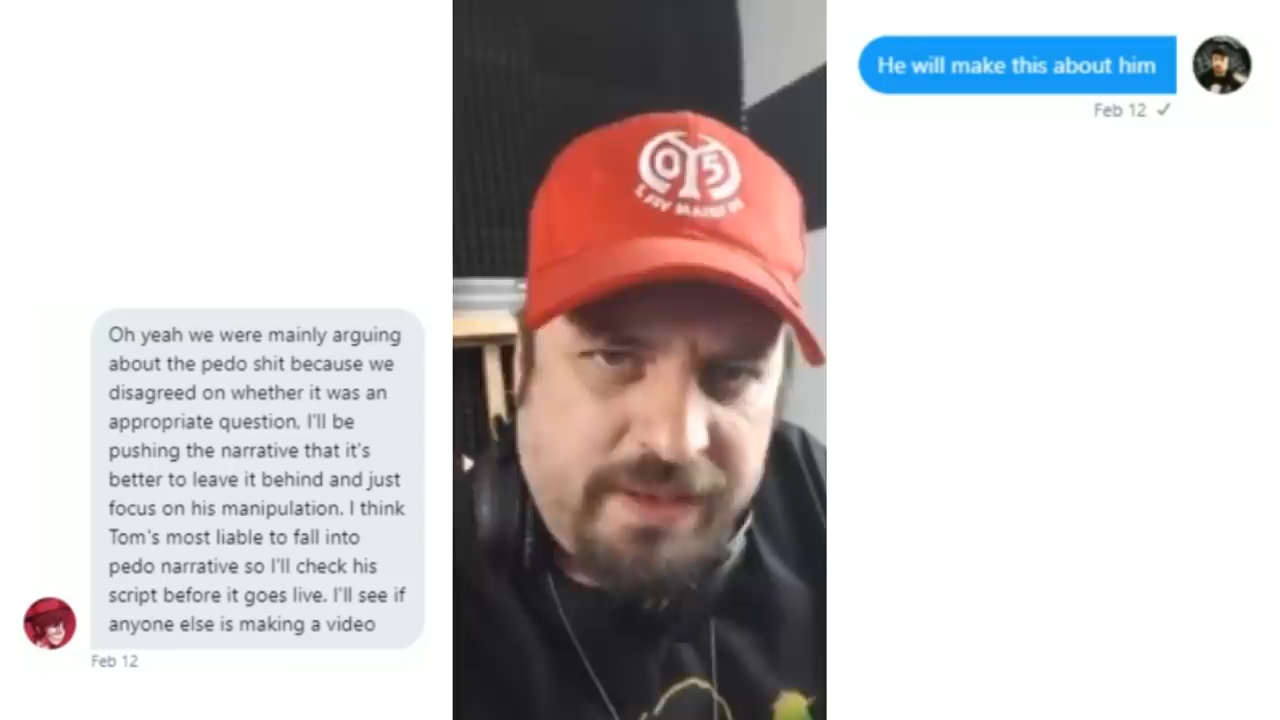 Oh yeah we were mainly arguing
about the pedo shit because we
disagreed on whether it was an
appropriate question. I'll be
pushing the narrative that it's
better to leave it behind and just
focus on his manipulation. I think
Tom's most liable to fall into
pedo narrative so I'll check his
script before it goes live. I'll see if
anyone else is making a video
Feb 12
05
He will make this about him
Feb 12